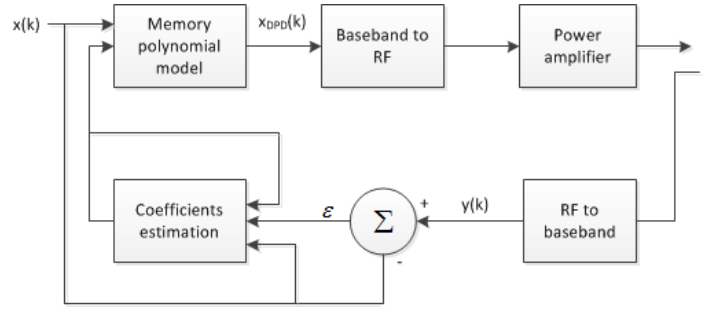 x(k)
Memory
polynomial
model
xDPD(k)
Baseband to
RF
Power
amplifier
Coefficients
estimation
ε
Σ
+
-
y(k)
RF to
baseband